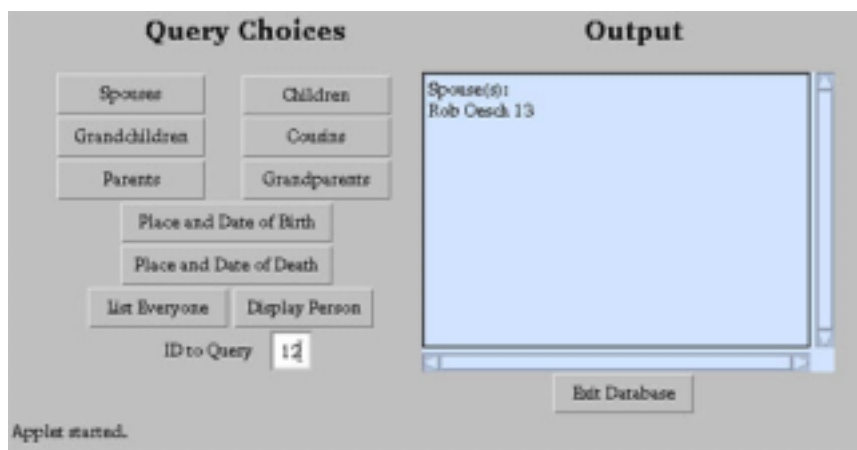 Query Choices
Spouses
Children
Grandchildren
Cousins
Parents
Grandparents
Place and Date of Birth
Place and Date of Death
List Everyone
Display Person
ID to Query 12
Output
Spouse(s):
Rob Oesch 13
Exit Database
Applet started.